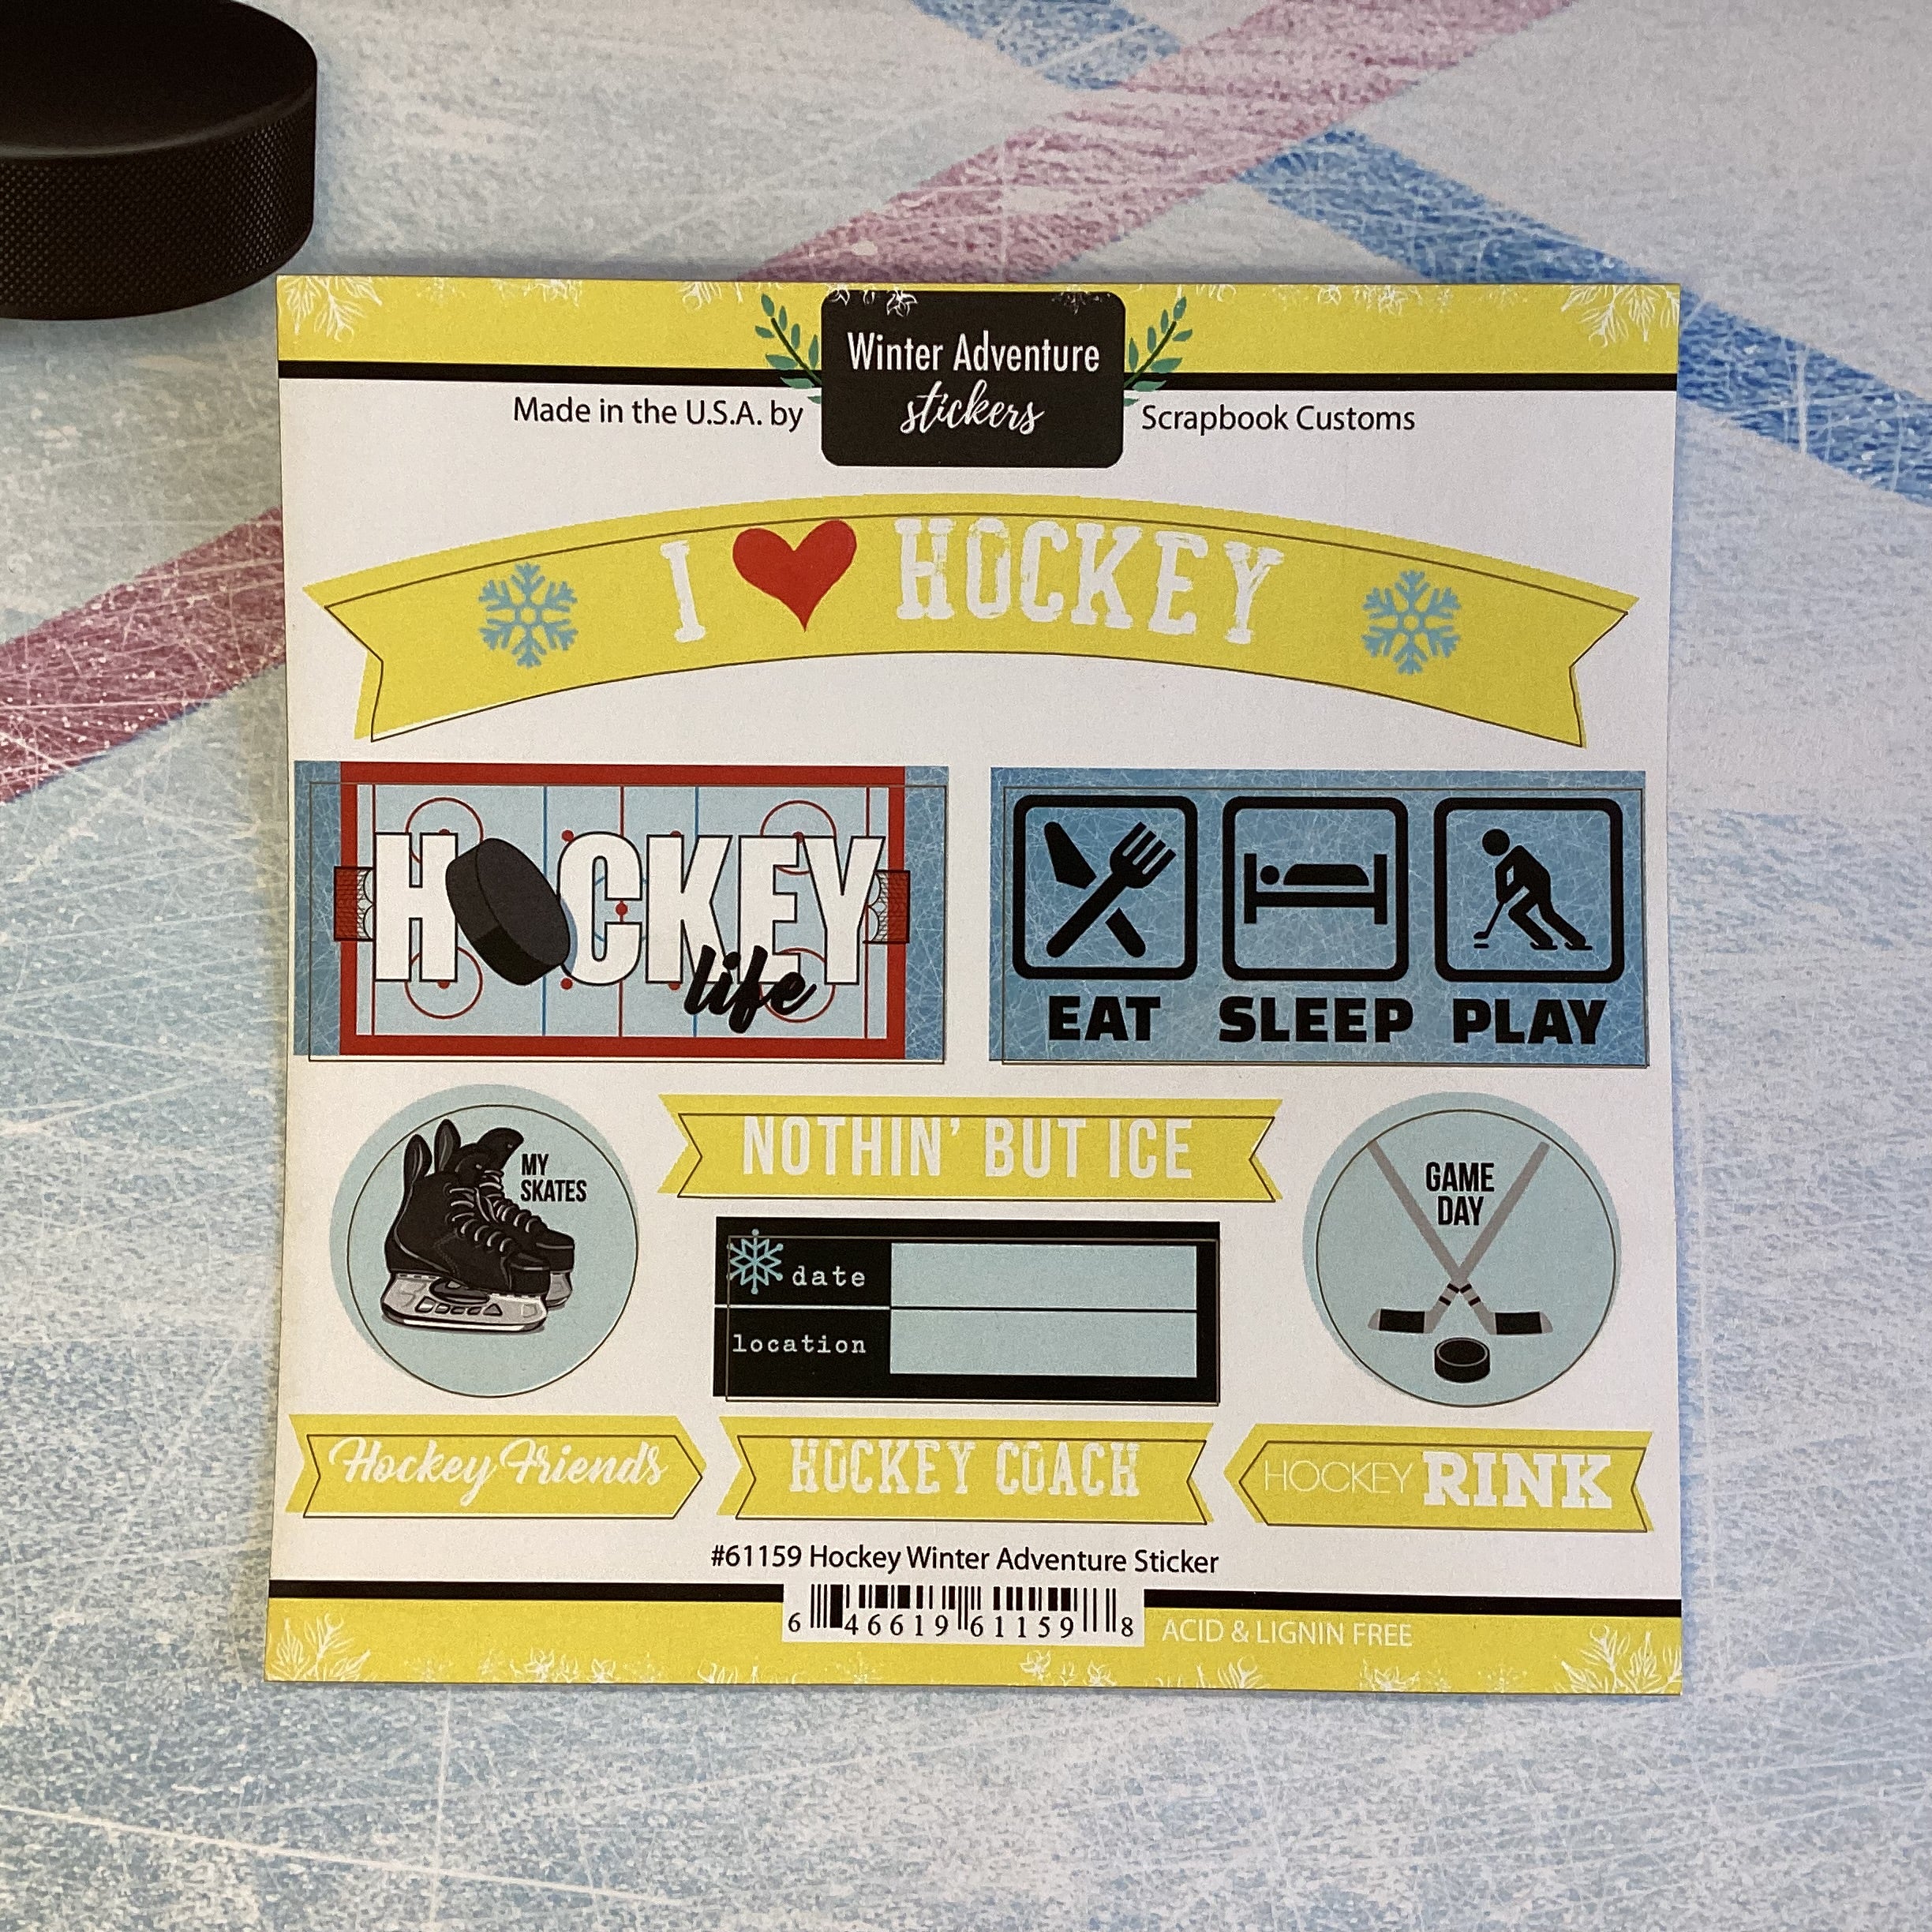 Winter Adventure
stickers
Made in the U.S.A. by
Scrapbook Customs
I ❤ HOCKEY
HOCKEY
life
EAT SLEEP PLAY
MY
SKATES
NOTHIN' BUT ICE
GAME
DAY
date
location
Hockey Friends
HOCKEY COACH
HOCKEY RINK
#61159 Hockey Winter Adventure Sticker
6 46619 61159 8
ACID & LIGNIN FREE